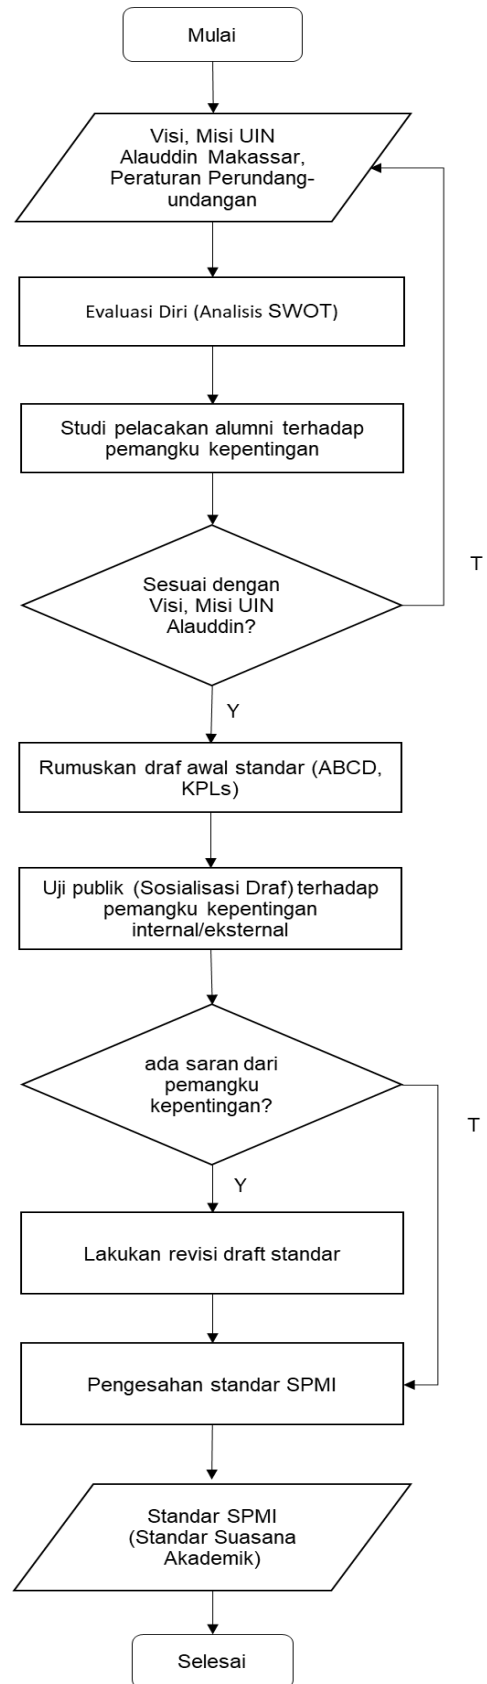 Mulai
Visi, Misi UIN
Alauddin Makassar,
Peraturan Perundang-
undangan
Evaluasi Diri (Analisis SWOT)
Studi pelacakan alumni terhadap
pemangku kepentingan
Sesuai dengan
Visi, Misi UIN
Alauddin?
T
Y
Rumuskan draf awal standar (ABCD,
KPLs)
Uji publik (Sosialisasi Draf) terhadap
pemangku kepentingan
internal/eksternal
ada saran dari
pemangku
kepentingan?
T
Y
Lakukan revisi draft standar
Pengesahan standar SPMI
Standar SPMI
(Standar Suasana
Akademik)
Selesai